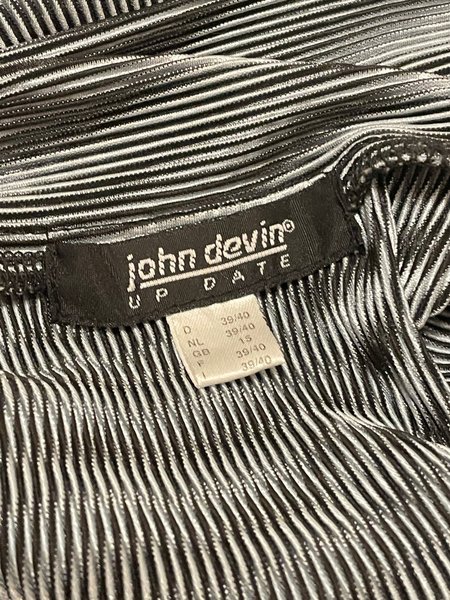 john devin©
UP DATE
D 39/40
NL 39/40
GB 15
F 39/40
I 39/40